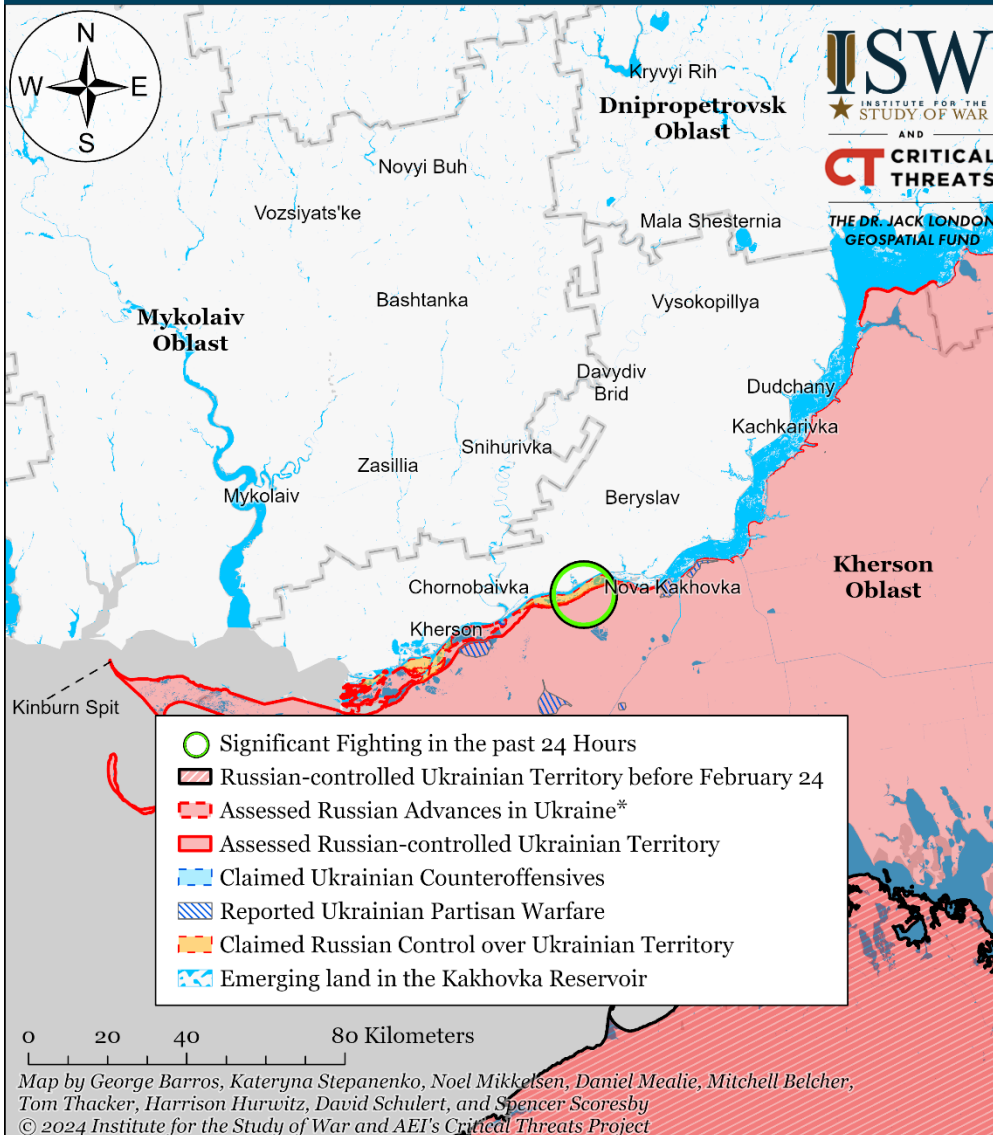 N
W
E
S
ISW
INSTITUTE FOR THE
STUDY OF WAR
AND
CT CRITICAL
THREATS
THE DR. JACK LONDON
GEOSPATIAL FUND
Kryvyi Rih
Dnipropetrovsk
Oblast
Novyi Buh
Vozsiyats'ke
Mala Shesternia
Bashtanka
Vysokopillya
Mykolaiv
Oblast
Davydiv
Brid
Dudchany
Kachkarivka
Snihurivka
Zasillia
Mykolaiv
Beryslav
Kherson
Oblast
Chornobaivka
Nova Kakhovka
Kherson
Kinburn Spit
Significant Fighting in the past 24 Hours
Russian-controlled Ukrainian Territory before February 24
Assessed Russian Advances in Ukraine*
Assessed Russian-controlled Ukrainian Territory
Claimed Ukrainian Counteroffensives
Reported Ukrainian Partisan Warfare
Claimed Russian Control over Ukrainian Territory
Emerging land in the Kakhovka Reservoir
0 20 40 80 Kilometers
Map by George Barros, Kateryna Stepanenko, Noel Mikkelsen, Daniel Mealie, Mitchell Belcher,
Tom Thacker, Harrison Hurwitz, David Schulert, and Spencer Scoresby
© 2024 Institute for the Study of War and AEI's Critical Threats Project